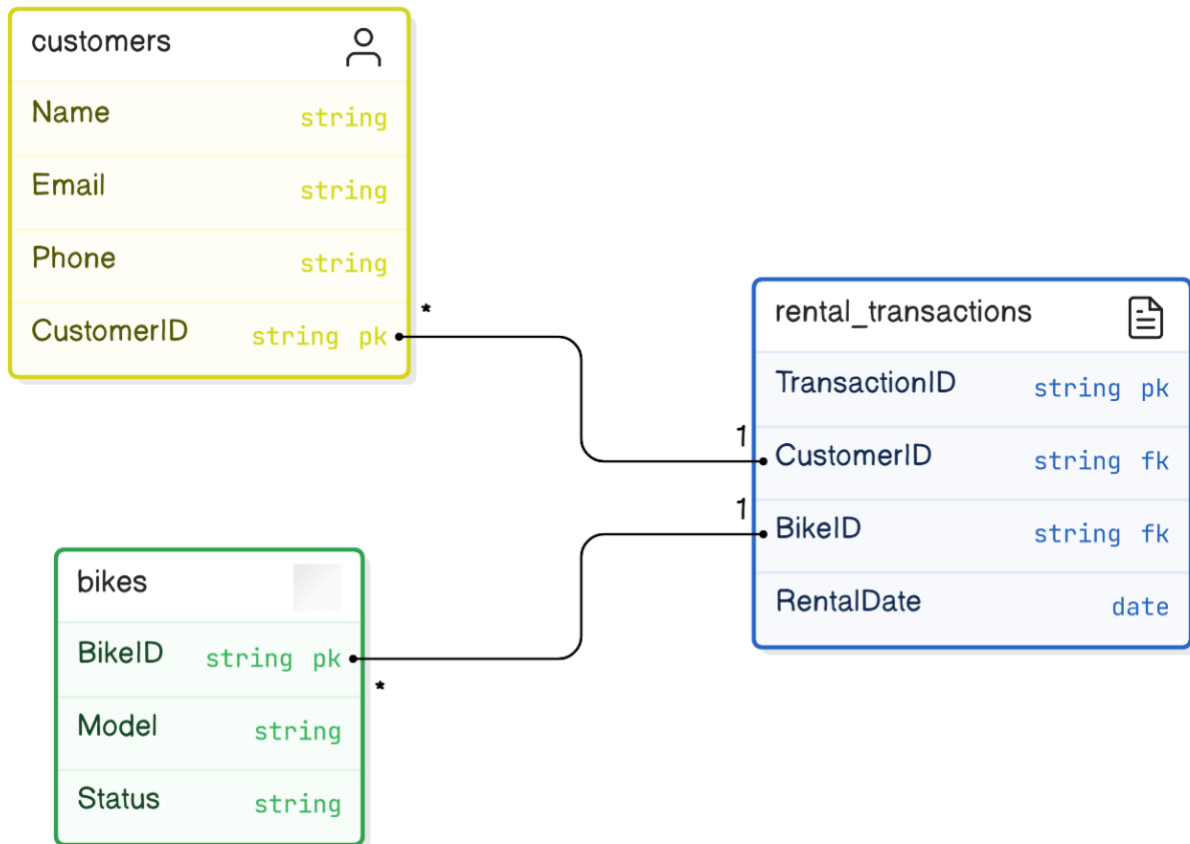 customers
Name string
Email string
Phone string
CustomerID string pk
*
rental_transactions
TransactionID string pk
1
CustomerID string fk
1
BikeID string fk
RentalDate date
bikes
BikeID string pk
*
Model string
Status string